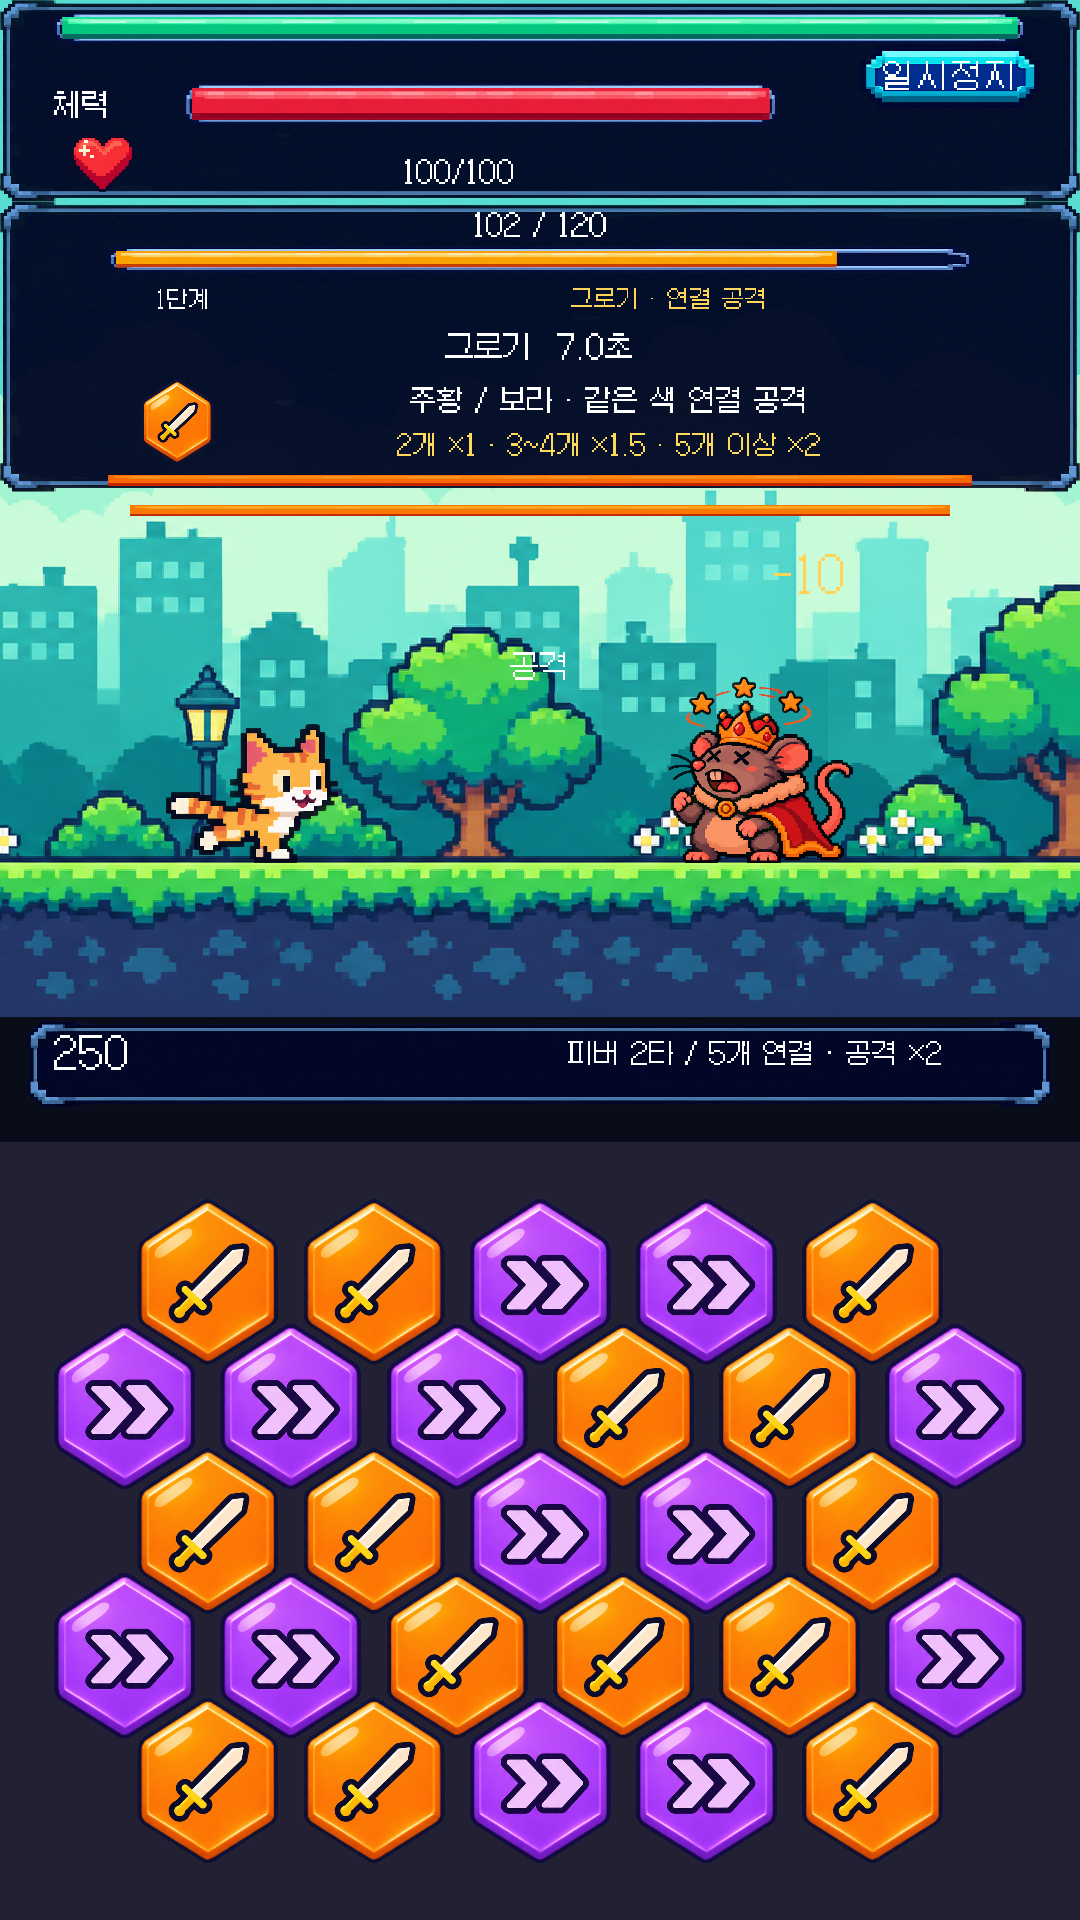 일시정지
체력
100/100
102 / 120
1단계
그로기 · 연결 공격
그로기 7.0초
주황 / 보라 · 같은 색 연결 공격
2개 ×1 · 3~4개 ×1.5 · 5개 이상 ×2
-10
공격
250
피버 2타 / 5개 연결 · 공격 ×2